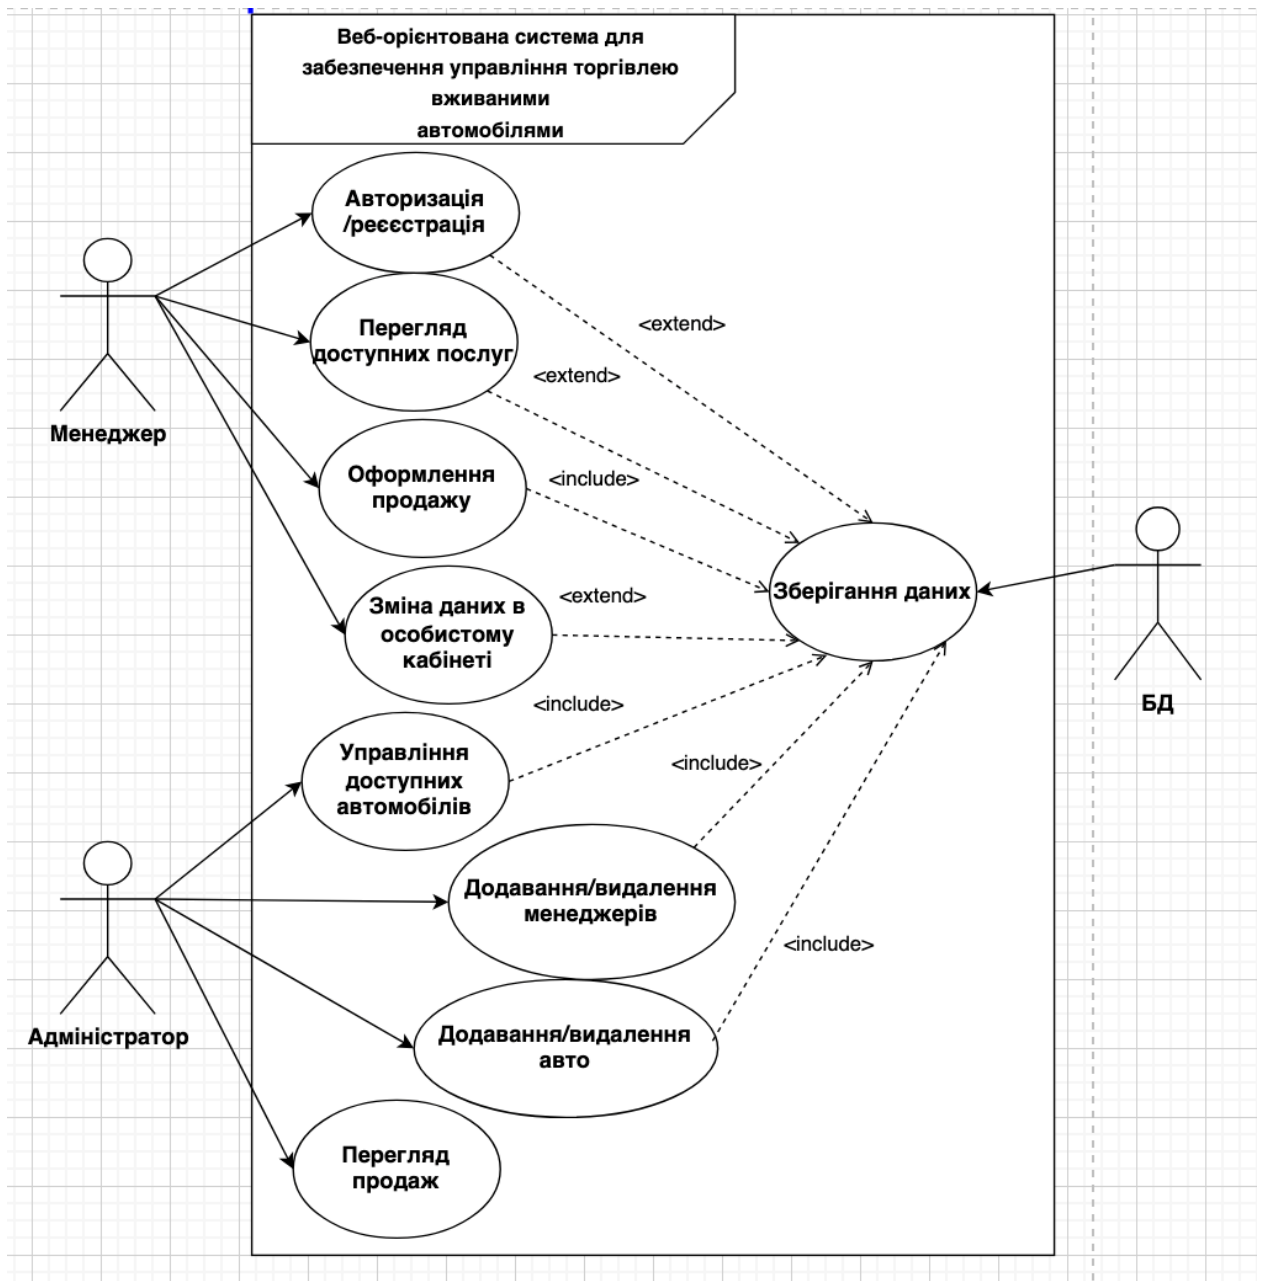 Веб-орієнтована система для
забезпечення управління торгівлею
вживаними
автомобілями
Авторизація
/реєєстрація
<extend>
Перегляд
доступних послуг
<extend>
Менеджер
Оформлення
продажу
<include>
Зберігання даних
Зміна даних в
особистому
кабінеті
<extend>
БД
<include>
Управління
доступних
автомобілів
<include>
Додавання/видалення
менеджерів
<include>
Адміністратор
Додавання/видалення
авто
Перегляд
продаж